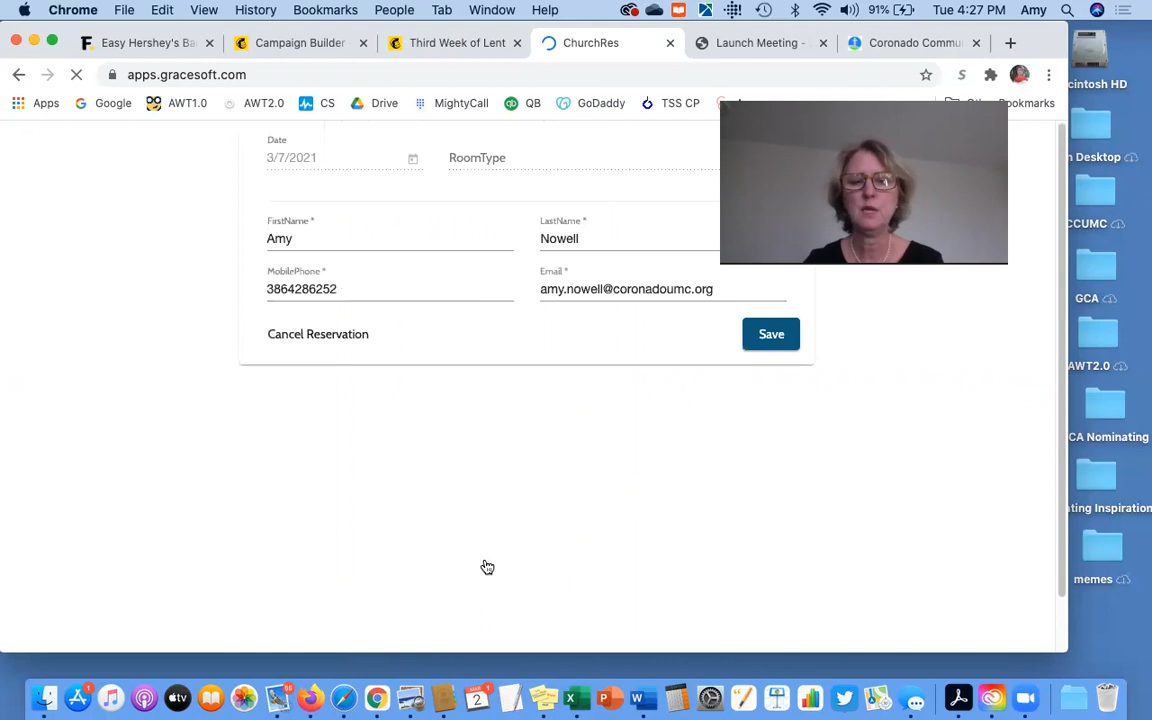 Chrome File Edit View History Bookmarks People Tab Window Help 91% Tue 4:27 PM Amy
Easy Hershey's Ba Campaign Builder Third Week of Lent ChurchRes Launch Meeting - Coronado Commu
apps.gracesoft.com
Apps Google AWT1.0 AWT2.0 CS Drive MightyCall QB GoDaddy TSS CP Other Bookmarks
cintosh HD
n Desktop
CCUMC
GCA
AWT2.0
CA Nominating
ating Inspiration
memes
Date
3/7/2021 RoomType
FirstName * LastName *
Amy Nowell
MobilePhone * Email *
3864286252 amy.nowell@coronadoumc.org
Cancel Reservation Save